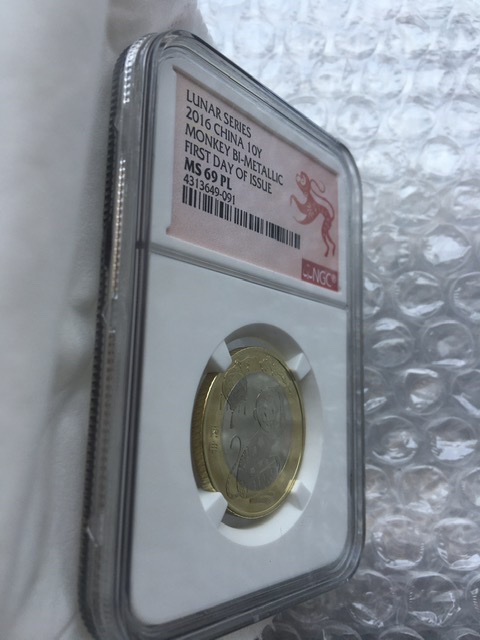 LUNAR SERIES
2016 CHINA 10Y
MONKEY BI-METALLIC
FIRST DAY OF ISSUE
MS 69 PL
4313649-091
NGC